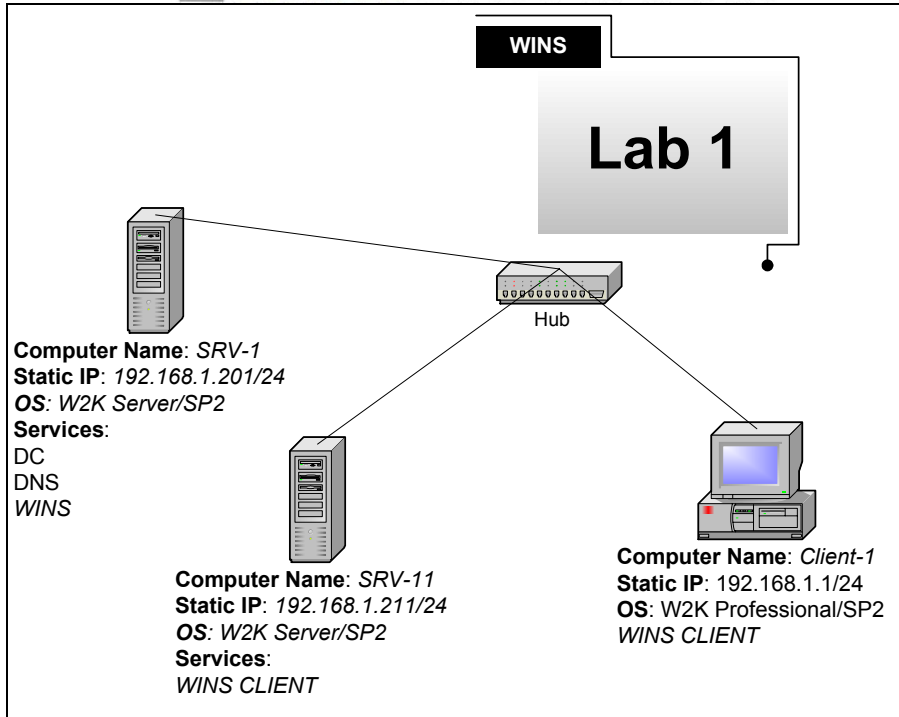 WINS
Lab 1
Hub
Computer Name: SRV-1
Static IP: 192.168.1.201/24
OS: W2K Server/SP2
Services:
DC
DNS
WINS
Computer Name: SRV-11
Static IP: 192.168.1.211/24
OS: W2K Server/SP2
Services:
WINS CLIENT
Computer Name: Client-1
Static IP: 192.168.1.1/24
OS: W2K Professional/SP2
WINS CLIENT